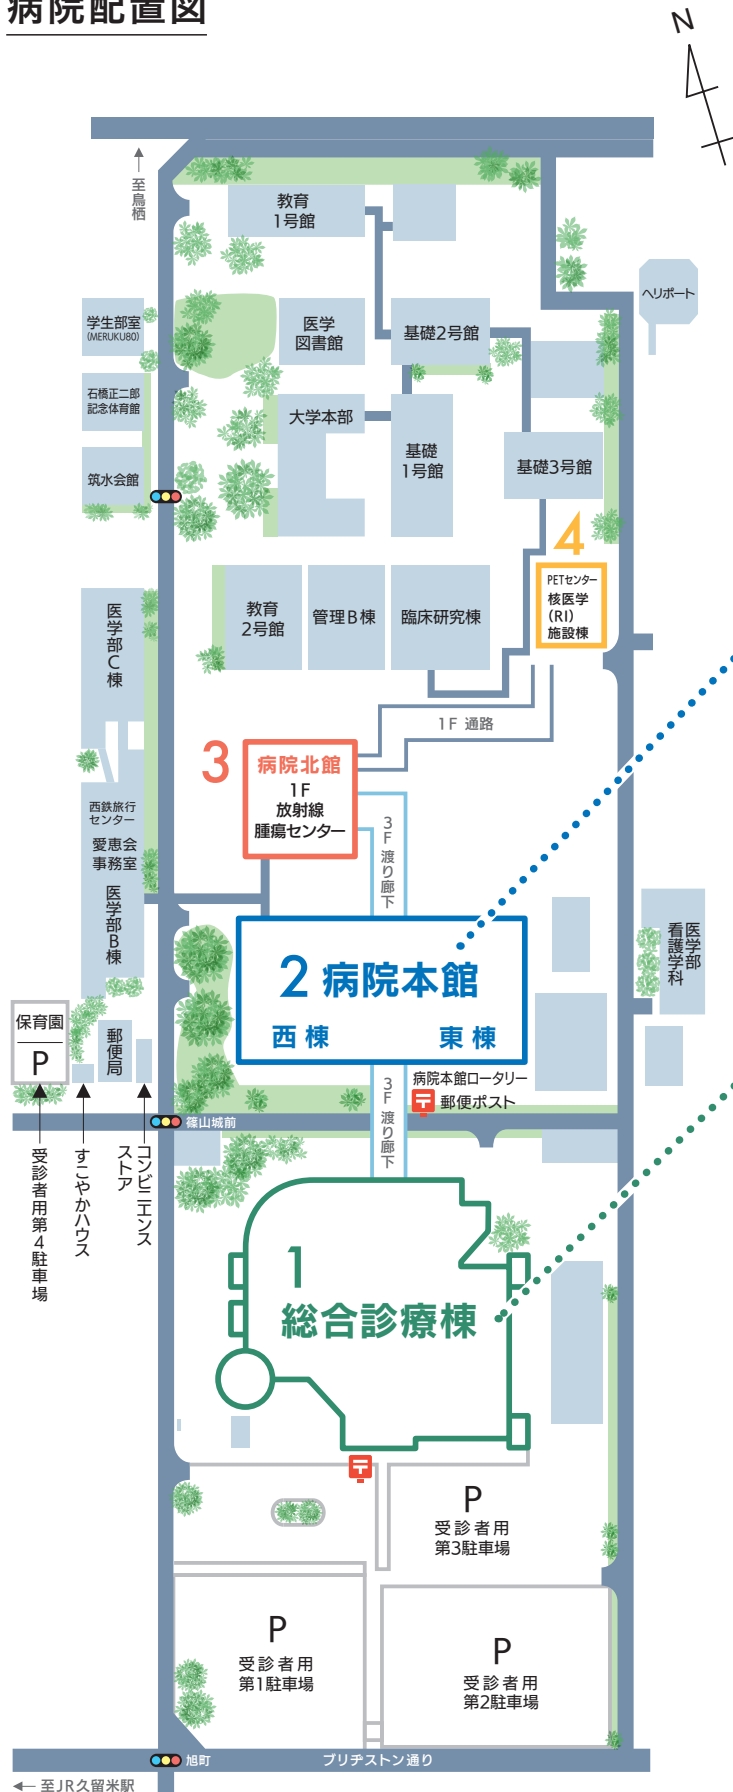 病院配置図
N
至鳥栖
教育
1号館
ヘリポート
学生部室
(MERUKU80)
医学
図書館
基礎2号館
石橋正二郎
記念体育館
大学本部
基礎
1号館
基礎3号館
筑水会館
4
PETセンター
核医学
(RI)
施設棟
医学部C棟
教育
2号館
管理B棟
臨床研究棟
1F 通路
3
病院北館
1F
放射線
腫瘍センター
西鉄旅行
センター
愛恵会
事務室
医学部B棟
3F 渡り廊下
医学部
看護学科
2 病院本館
西棟
東棟
保育園
P
郵便局
病院本館ロータリー
〒 郵便ポスト
3F 渡り廊下
篠山城前
受診者用第4駐車場
すこやかハウス
コンビニエンス
ストア
1
総合診療棟
〒
P
受診者用
第3駐車場
P
受診者用
第1駐車場
P
受診者用
第2駐車場
旭町
ブリヂストン通り
← 至JR久留米駅